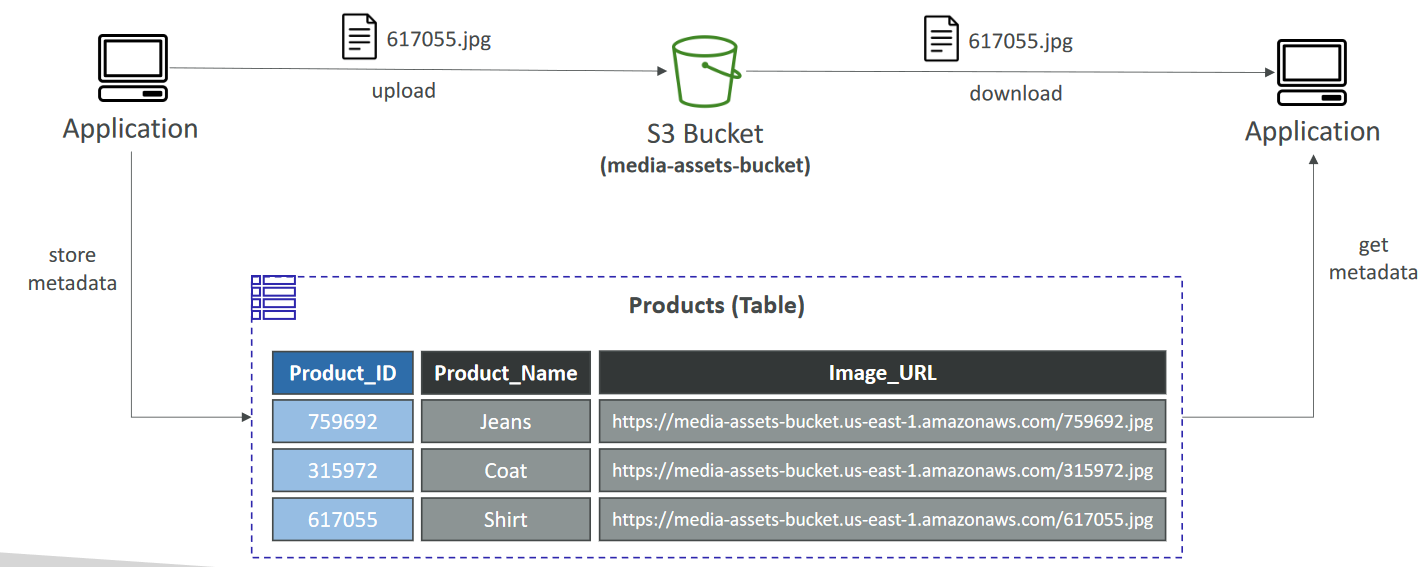 617055.jpg
617055.jpg
upload
download
Application
S3 Bucket
(media-assets-bucket)
Application
store
metadata
get
metadata
Products (Table)
Product_ID Product_Name Image_URL
759692 Jeans https://media-assets-bucket.us-east-1.amazonaws.com/759692.jpg
315972 Coat https://media-assets-bucket.us-east-1.amazonaws.com/315972.jpg
617055 Shirt https://media-assets-bucket.us-east-1.amazonaws.com/617055.jpg